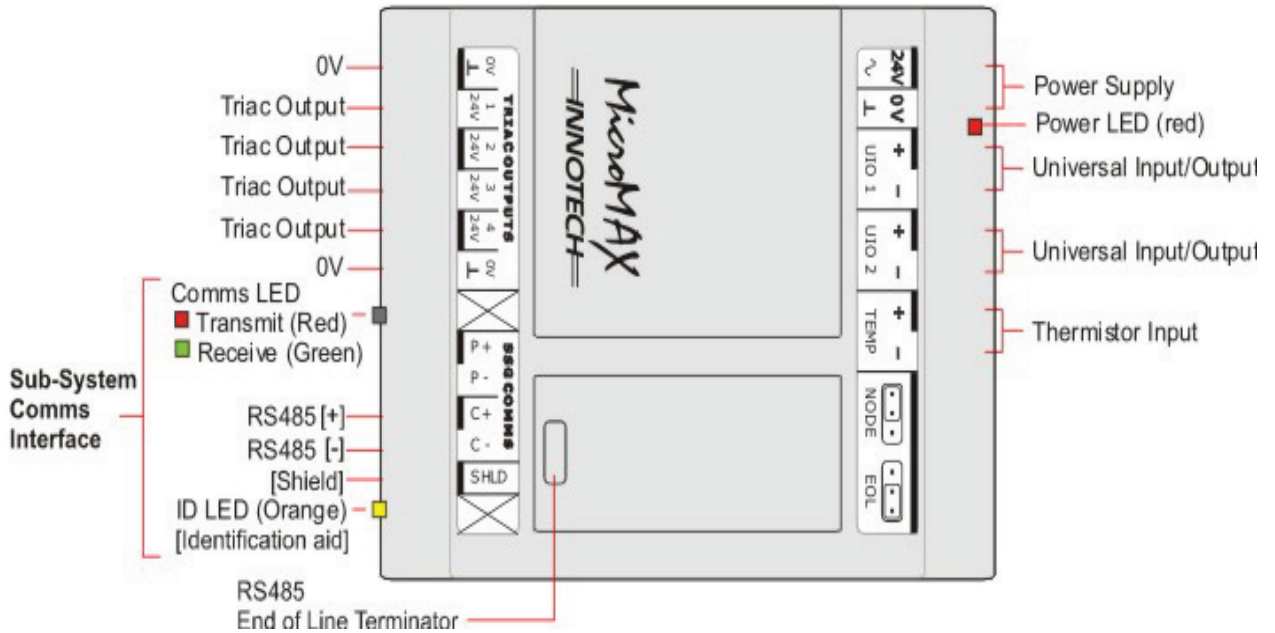 0V
Triac Output
Triac Output
Triac Output
Triac Output
0V
Comms LED
Transmit (Red)
Receive (Green)
Sub-System
Comms
Interface
RS485 [+]
RS485 [-]
[Shield]
ID LED (Orange)
[Identification aid]
RS485
End of Line Terminator
TRIAC OUTPUTS
0V
1 24V
2 24V
3 24V
4 24V
0V
SSG COMMS
P+
P-
C+
C-
SHLD
MicroMAX
INNOTECH
24V
0V
+
UIO 1
-
+
UIO 2
-
+
TEMP
-
NODE
EOL
Power Supply
Power LED (red)
Universal Input/Output
Universal Input/Output
Thermistor Input